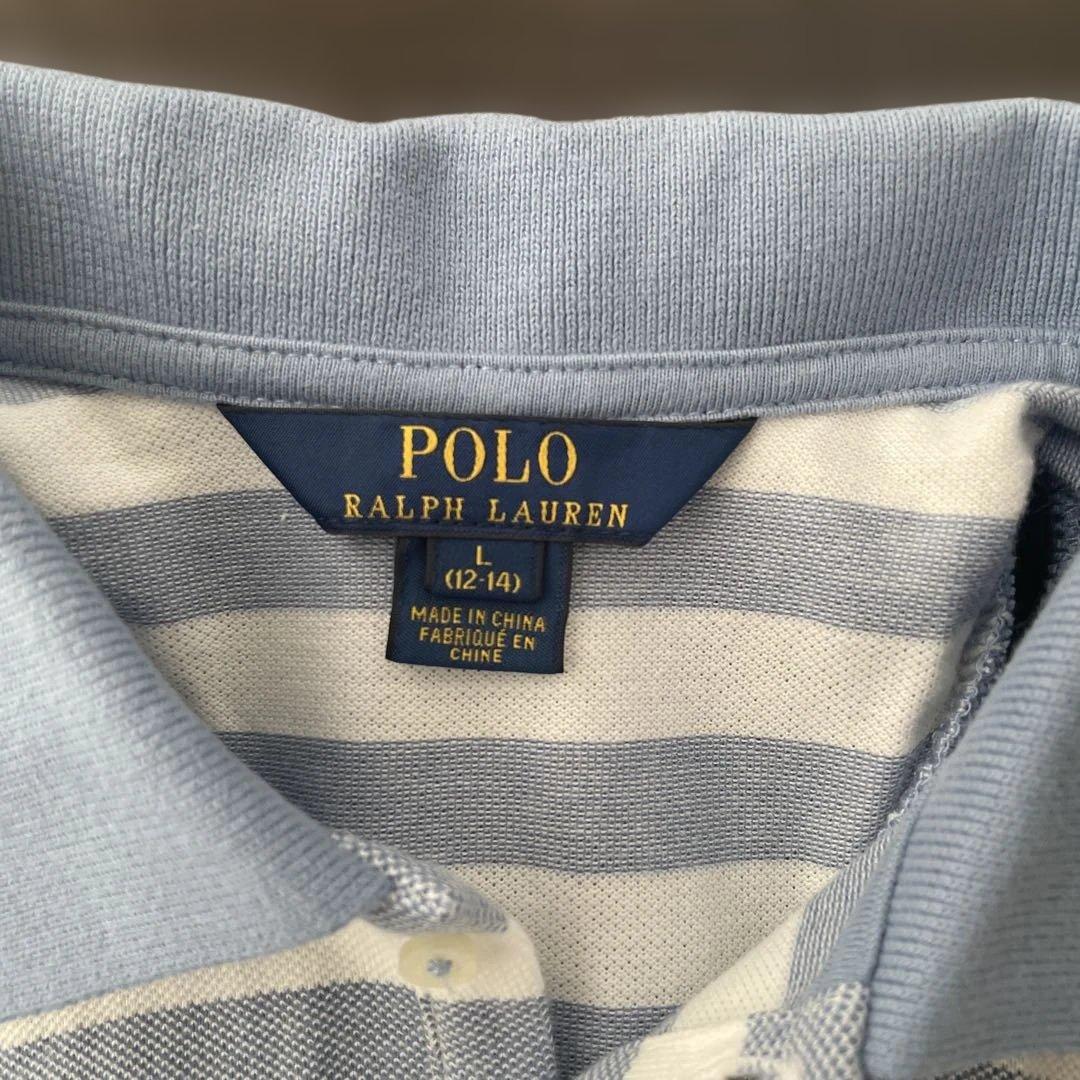 POLO
RALPH LAUREN
L
(12-14)
MADE IN CHINA
FABRIQUÉ EN
CHINE